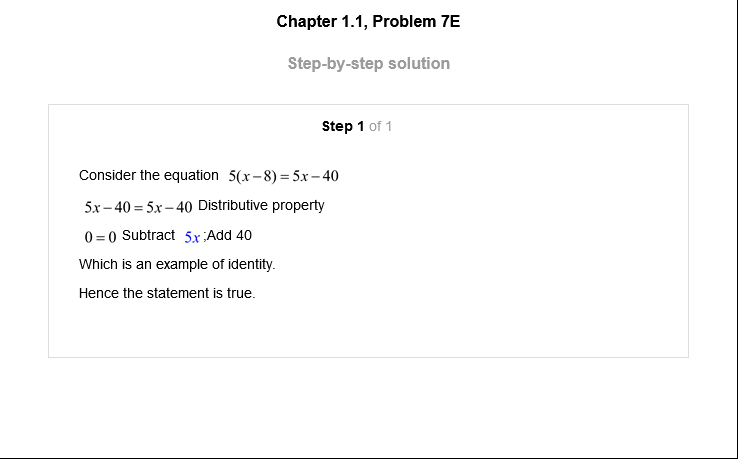 Chapter 1.1, Problem 7E
Step-by-step solution
Step 1 of 1
Consider the equation 5(x−8)=5x−40
5x−40=5x−40 Distributive property
0=0 Subtract 5x;Add 40
Which is an example of identity.
Hence the statement is true.